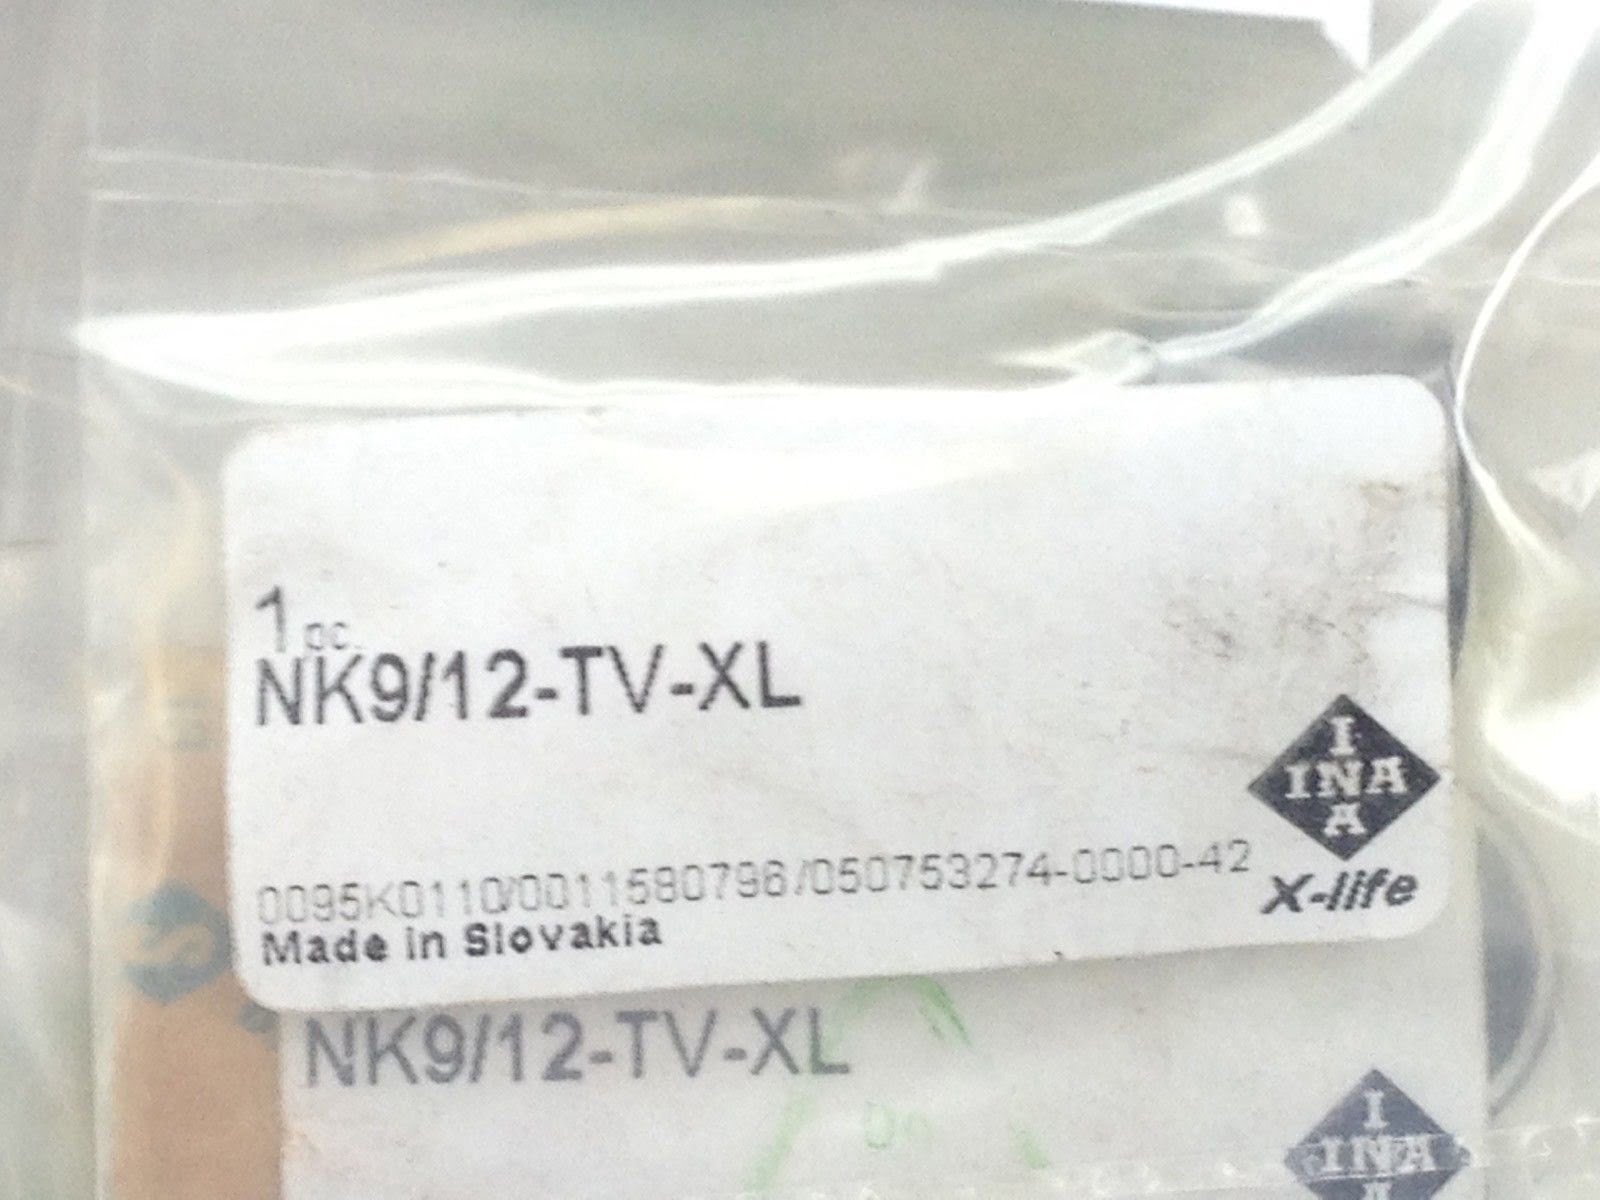 1 pc.
NK9/12-TV-XL
I
INA
A
0095K0110/0011580796/050753274-0000-42
X-life
Made in Slovakia
NK9/12-TV-XL
I
INA